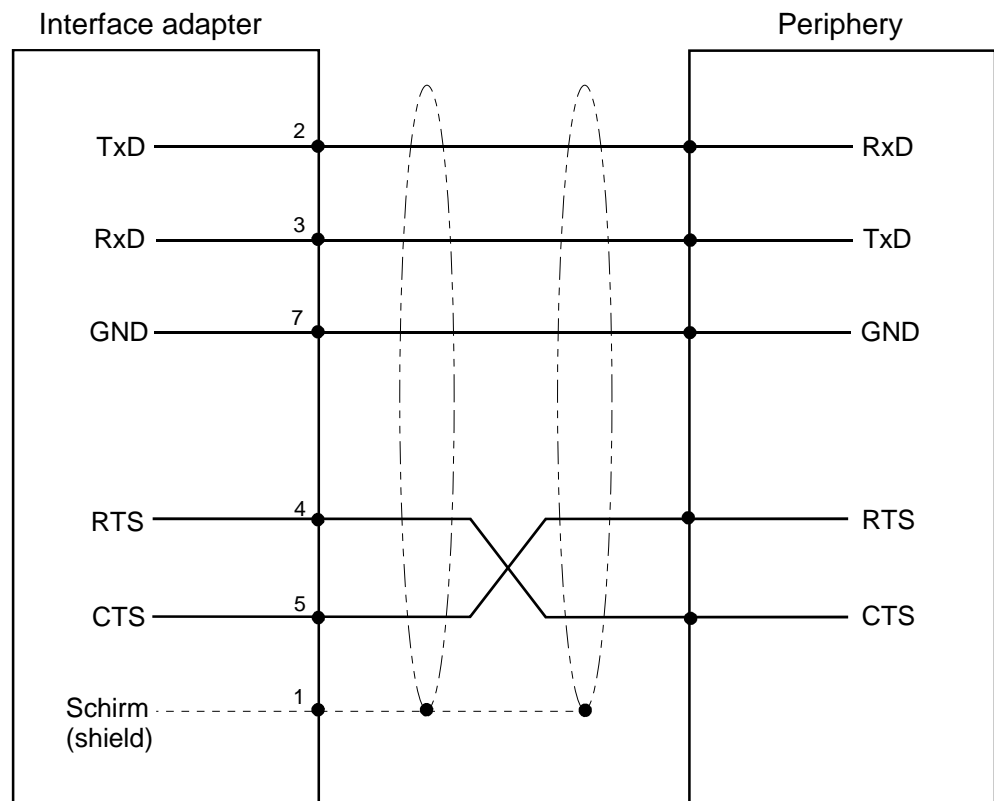 Interface adapter
Periphery
TxD
2
RxD
RxD
3
TxD
GND
7
GND
RTS
4
RTS
CTS
5
CTS
Schirm
(shield)
1